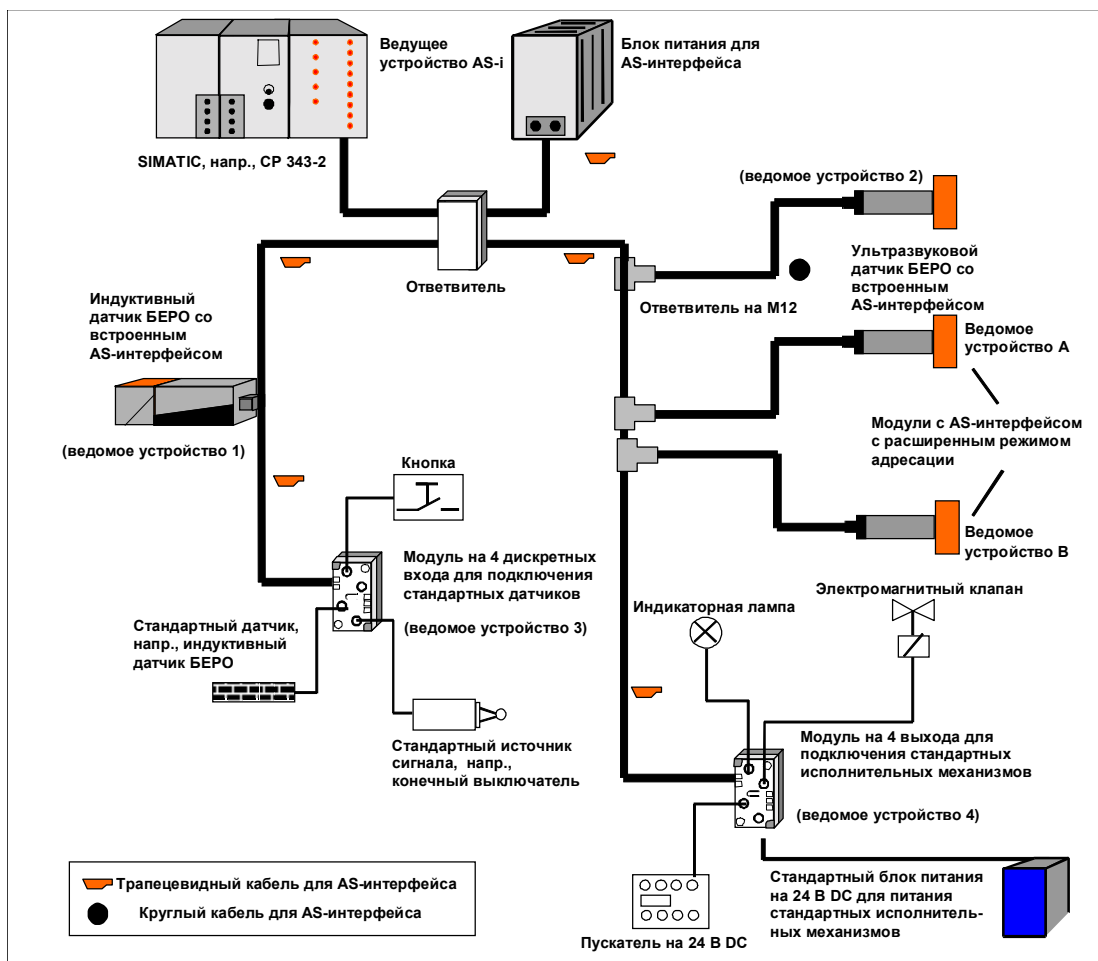 Ведущее
устройство AS-i
Блок питания для
AS-интерфейса
SIMATIC, напр., CP 343-2
(ведомое устройство 2)
Ультразвуковой
датчик БЕРО со
встроенным
AS-интерфейсом
Ответвитель
Ответвитель на M12
Индуктивный
датчик БЕРО со
встроенным
AS-интерфейсом
(ведомое устройство 1)
Ведомое
устройство A
Модули с AS-интерфейсом
с расширенным режимом
адресации
Ведомое
устройство B
Кнопка
Модуль на 4 дискретных
входа для подключения
стандартных датчиков
(ведомое устройство 3)
Стандартный датчик,
напр., индуктивный
датчик БЕРО
Стандартный источник
сигнала, напр.,
конечный выключатель
Индикаторная лампа
Электромагнитный клапан
Модуль на 4 выхода для
подключения стандартных
исполнительных механизмов
(ведомое устройство 4)
Стандартный блок питания
на 24 В DC для питания
стандартных исполнитель-
ных механизмов
Пускатель на 24 В DC
Трапецевидный кабель для AS-интерфейса
Круглый кабель для AS-интерфейса